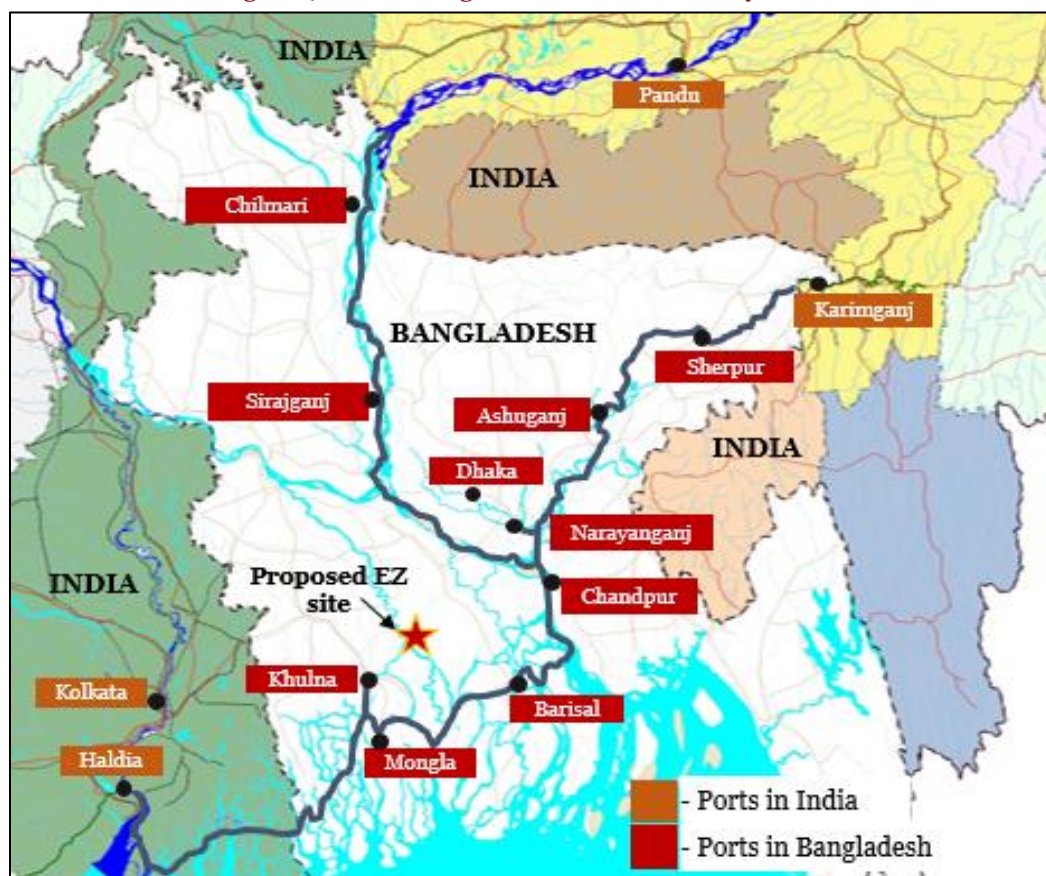 INDIA
Pandu
INDIA
Chilmari
Karimganj
BANGLADESH
Sherpur
Sirajganj
Ashuganj
INDIA
Dhaka
Narayanganj
Proposed EZ
site
INDIA
Chandpur
Khulna
Kolkata
Barisal
Haldia
Mongla
- Ports in India
- Ports in Bangladesh